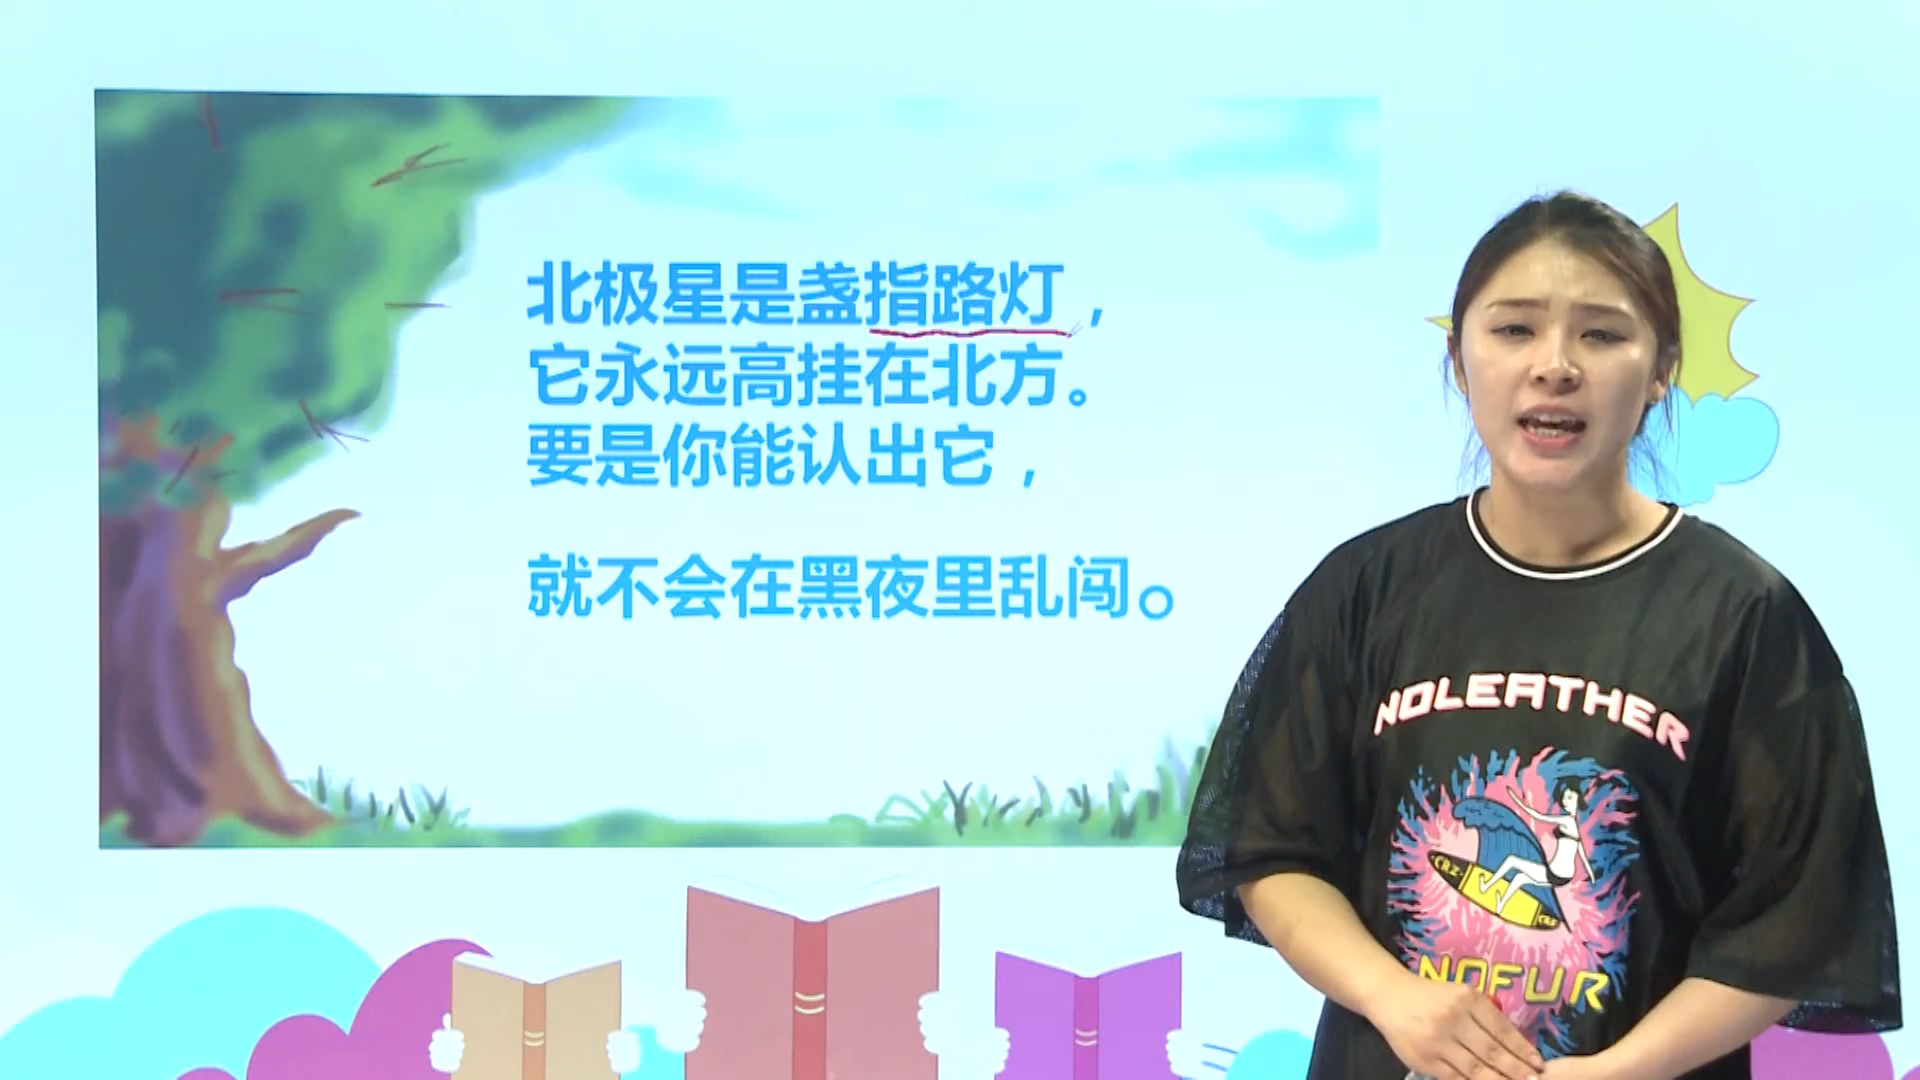 北极星是盏指路灯，
它永远高挂在北方。
要是你能认出它，
就不会在黑夜里乱闯。
NOLEATHER
CRZ
NOFUR